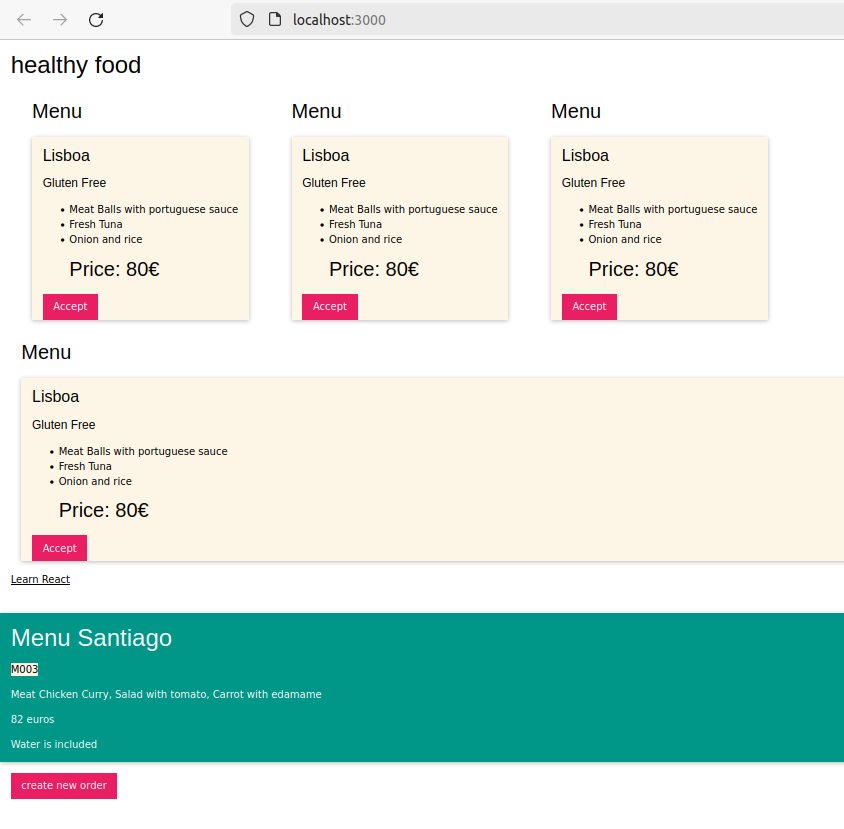 localhost:3000
healthy food
Menu
Lisboa
Gluten Free
Meat Balls with portuguese sauce
Fresh Tuna
Onion and rice
Price: 80€
Accept
Menu
Lisboa
Gluten Free
Meat Balls with portuguese sauce
Fresh Tuna
Onion and rice
Price: 80€
Accept
Menu
Lisboa
Gluten Free
Meat Balls with portuguese sauce
Fresh Tuna
Onion and rice
Price: 80€
Accept
Menu
Lisboa
Gluten Free
Meat Balls with portuguese sauce
Fresh Tuna
Onion and rice
Price: 80€
Accept
Learn React
Menu Santiago
M003
Meat Chicken Curry, Salad with tomato, Carrot with edamame
82 euros
Water is included
create new order